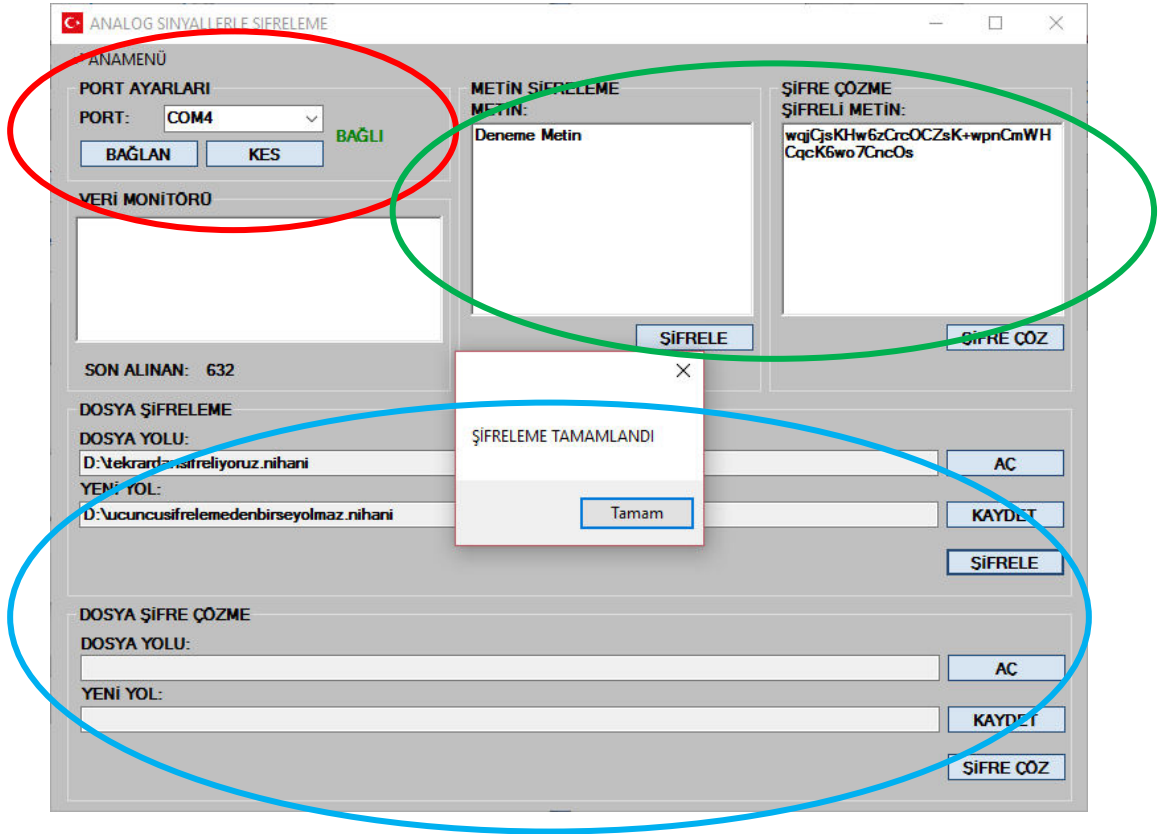 ANALOG SINYALLERLE SIFRELEME
ANAMENÜ
PORT AYARLARI
PORT: COM4
BAĞLI
BAĞLAN KES
VERİ MONİTÖRÜ
SON ALINAN: 632
METİN ŞİFRELEME
METİN:
Deneme Metin
ŞİFRELE
ŞİFRE ÇÖZME
ŞİFRELİ METİN:
wqjCjsKHw6zCrcOCZsK+wpnCmWH
CqcK6wo7CncOs
ŞİFRE ÇÖZ
DOSYA ŞİFRELEME
DOSYA YOLU:
D:\tekrardansifreliyoruz.nihani
AÇ
YENİ YOL:
D:\ucuncusifrelemedenbirseyolmaz.nihani
KAYDET
ŞİFRELE
ŞİFRELEME TAMAMLANDI
Tamam
DOSYA ŞİFRE ÇÖZME
DOSYA YOLU:
AÇ
YENİ YOL:
KAYDET
ŞİFRE ÇÖZ